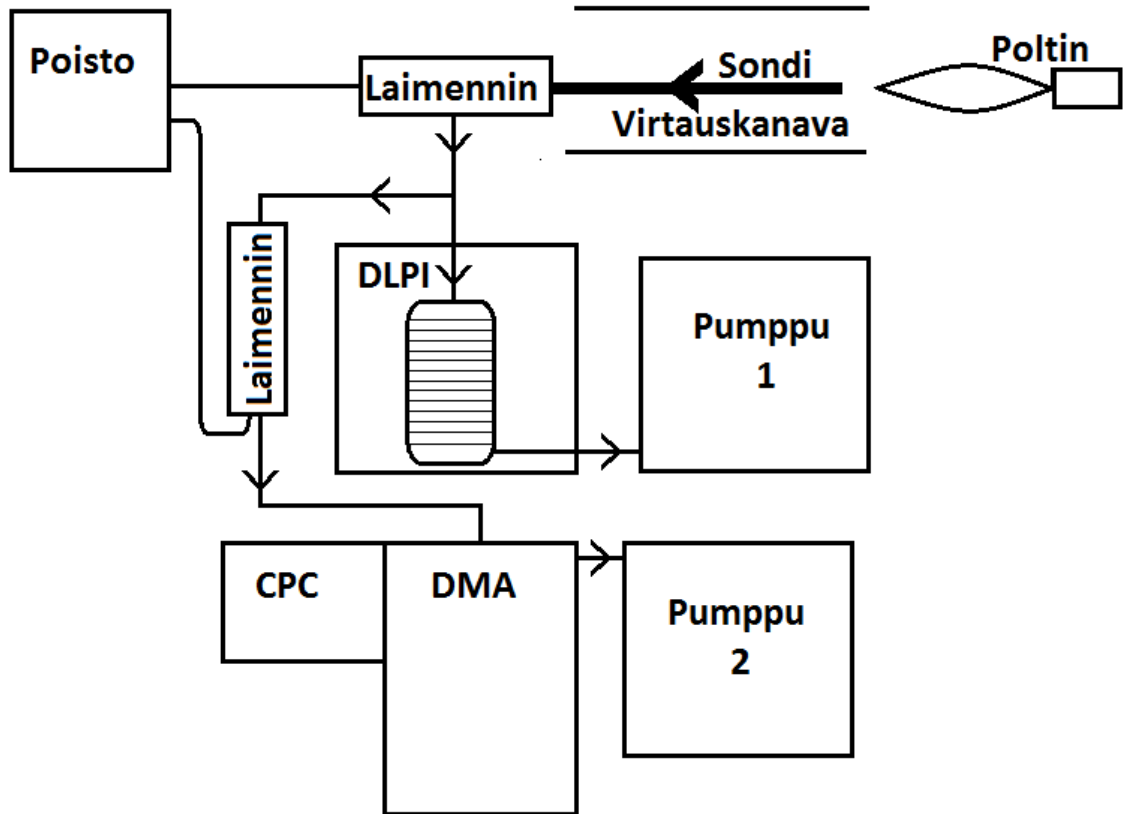 Poisto
Laimennin
Sondi
Virtauskanava
Poltin
Laimennin
DLPI
Pumppu
1
CPC
DMA
Pumppu
2